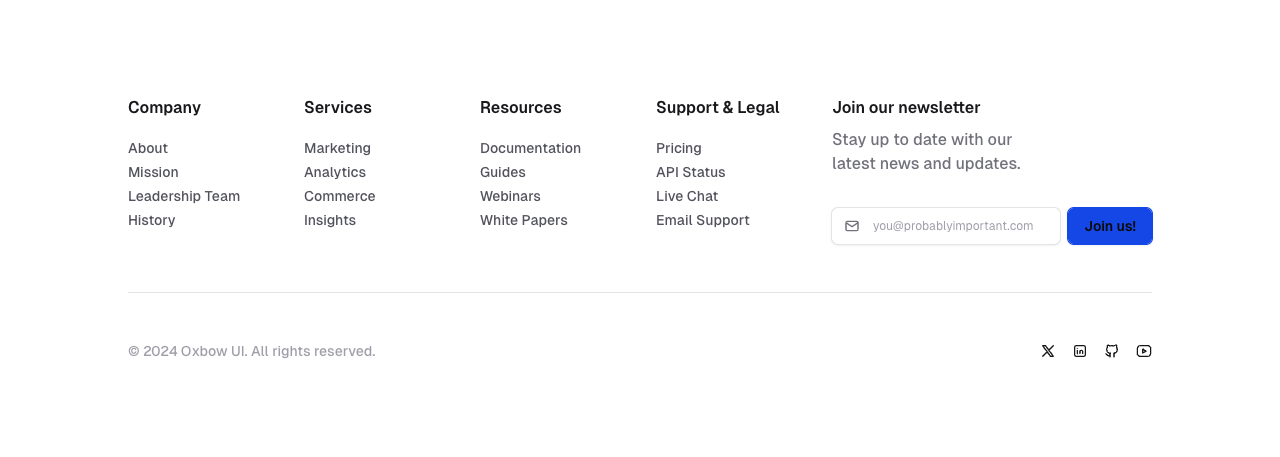 Company
About
Mission
Leadership Team
History
Services
Marketing
Analytics
Commerce
Insights
Resources
Documentation
Guides
Webinars
White Papers
Support & Legal
Pricing
API Status
Live Chat
Email Support
Join our newsletter
Stay up to date with our
latest news and updates.
you@probablyimportant.com
Join us!
© 2024 Oxbow UI. All rights reserved.